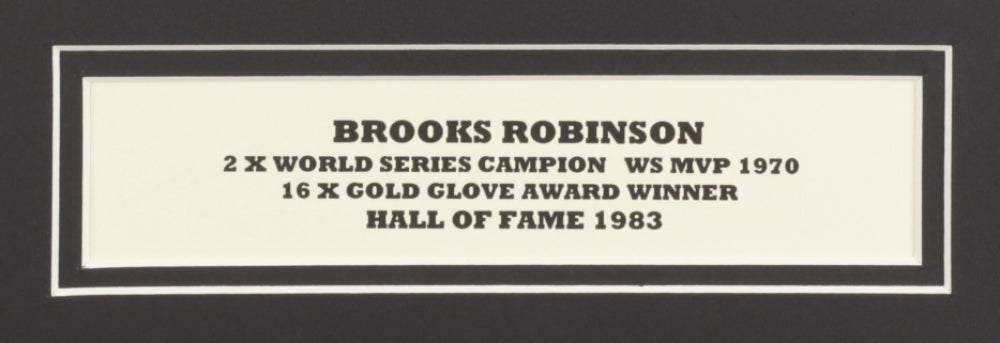 BROOKS ROBINSON
2 X WORLD SERIES CAMPION WS MVP 1970
16 X GOLD GLOVE AWARD WINNER
HALL OF FAME 1983